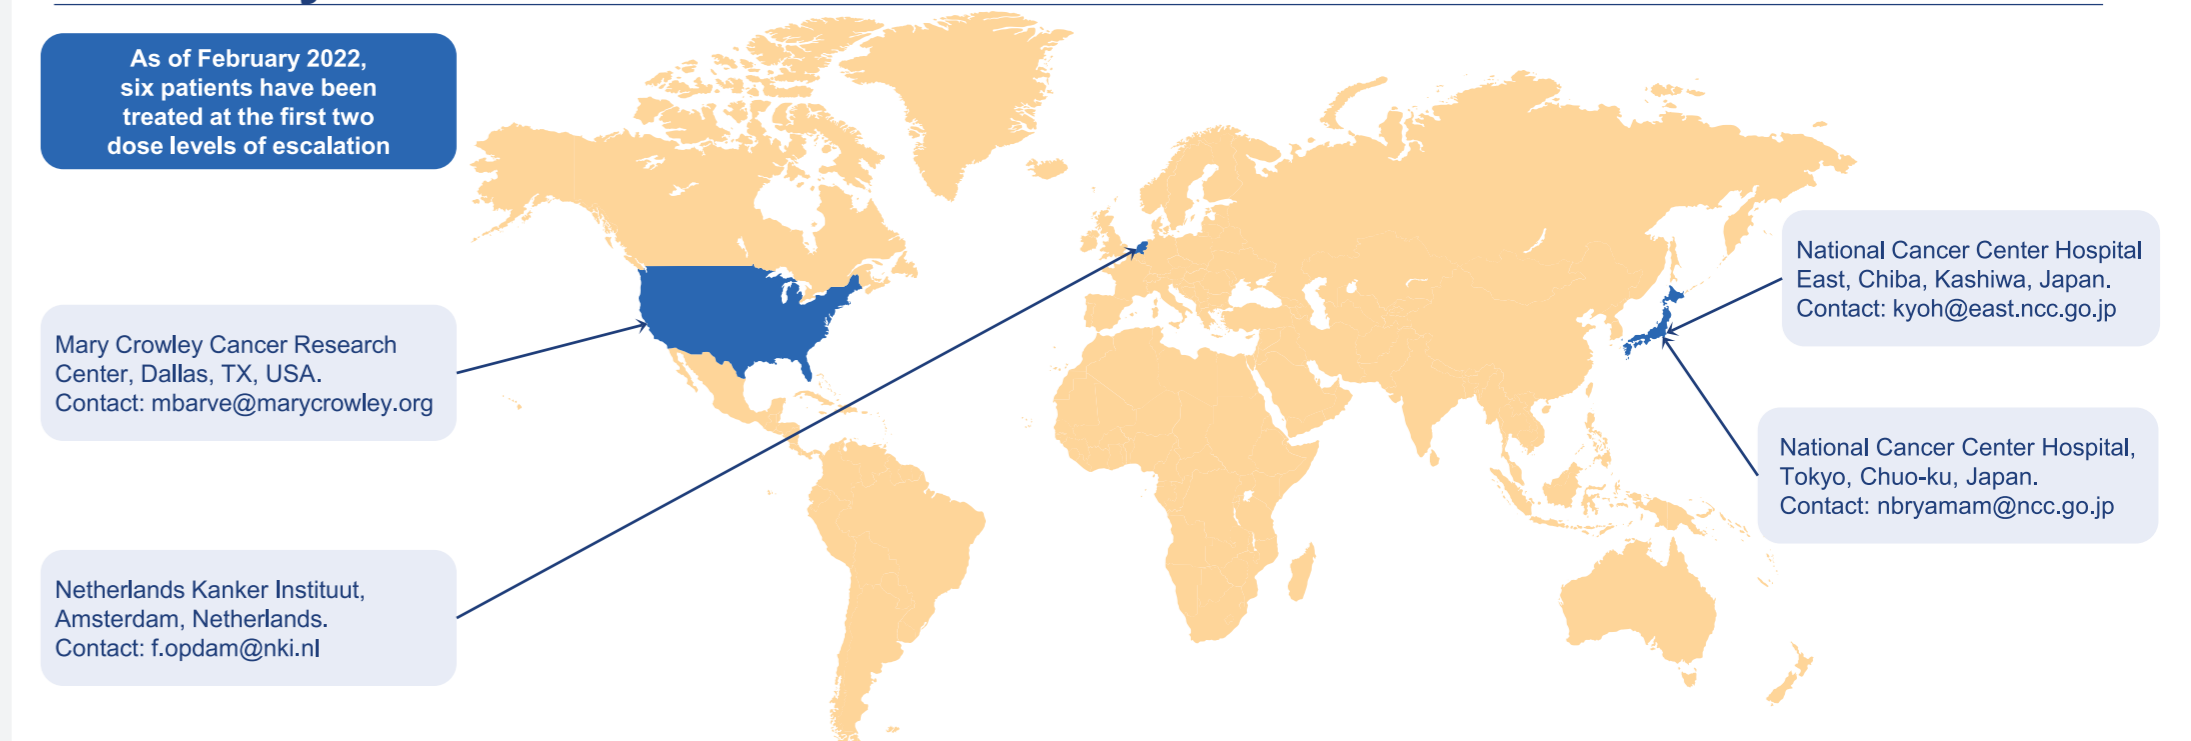 As of February 2022,
six patients have been
treated at the first two
dose levels of escalation
Mary Crowley Cancer Research
Center, Dallas, TX, USA.
Contact: mbarve@marycrowley.org
Netherlands Kanker Instituut,
Amsterdam, Netherlands.
Contact: f.opdam@nki.nl
National Cancer Center Hospital
East, Chiba, Kashiwa, Japan.
Contact: kyoh@east.ncc.go.jp
National Cancer Center Hospital,
Tokyo, Chuo-ku, Japan.
Contact: nbryamam@ncc.go.jp